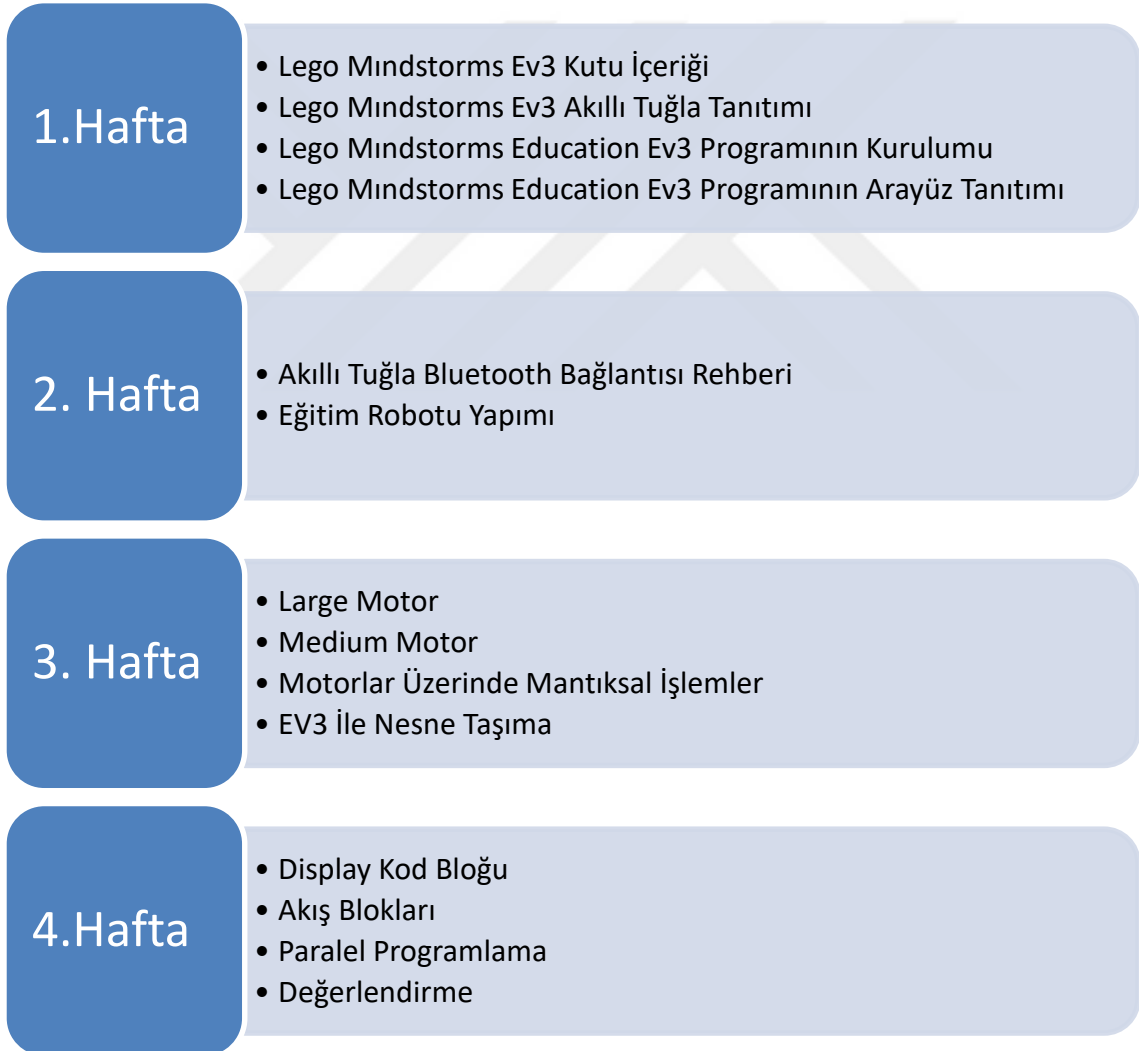 1.Hafta
• Lego Mındstorms Ev3 Kutu İçeriği
• Lego Mındstorms Ev3 Akıllı Tuğla Tanıtımı
• Lego Mındstorms Education Ev3 Programının Kurulumu
• Lego Mındstorms Education Ev3 Programının Arayüz Tanıtımı
2. Hafta
• Akıllı Tuğla Bluetooth Bağlantısı Rehberi
• Eğitim Robotu Yapımı
3. Hafta
• Large Motor
• Medium Motor
• Motorlar Üzerinde Mantıksal İşlemler
• EV3 İle Nesne Taşıma
4.Hafta
• Display Kod Bloğu
• Akış Blokları
• Paralel Programlama
• Değerlendirme